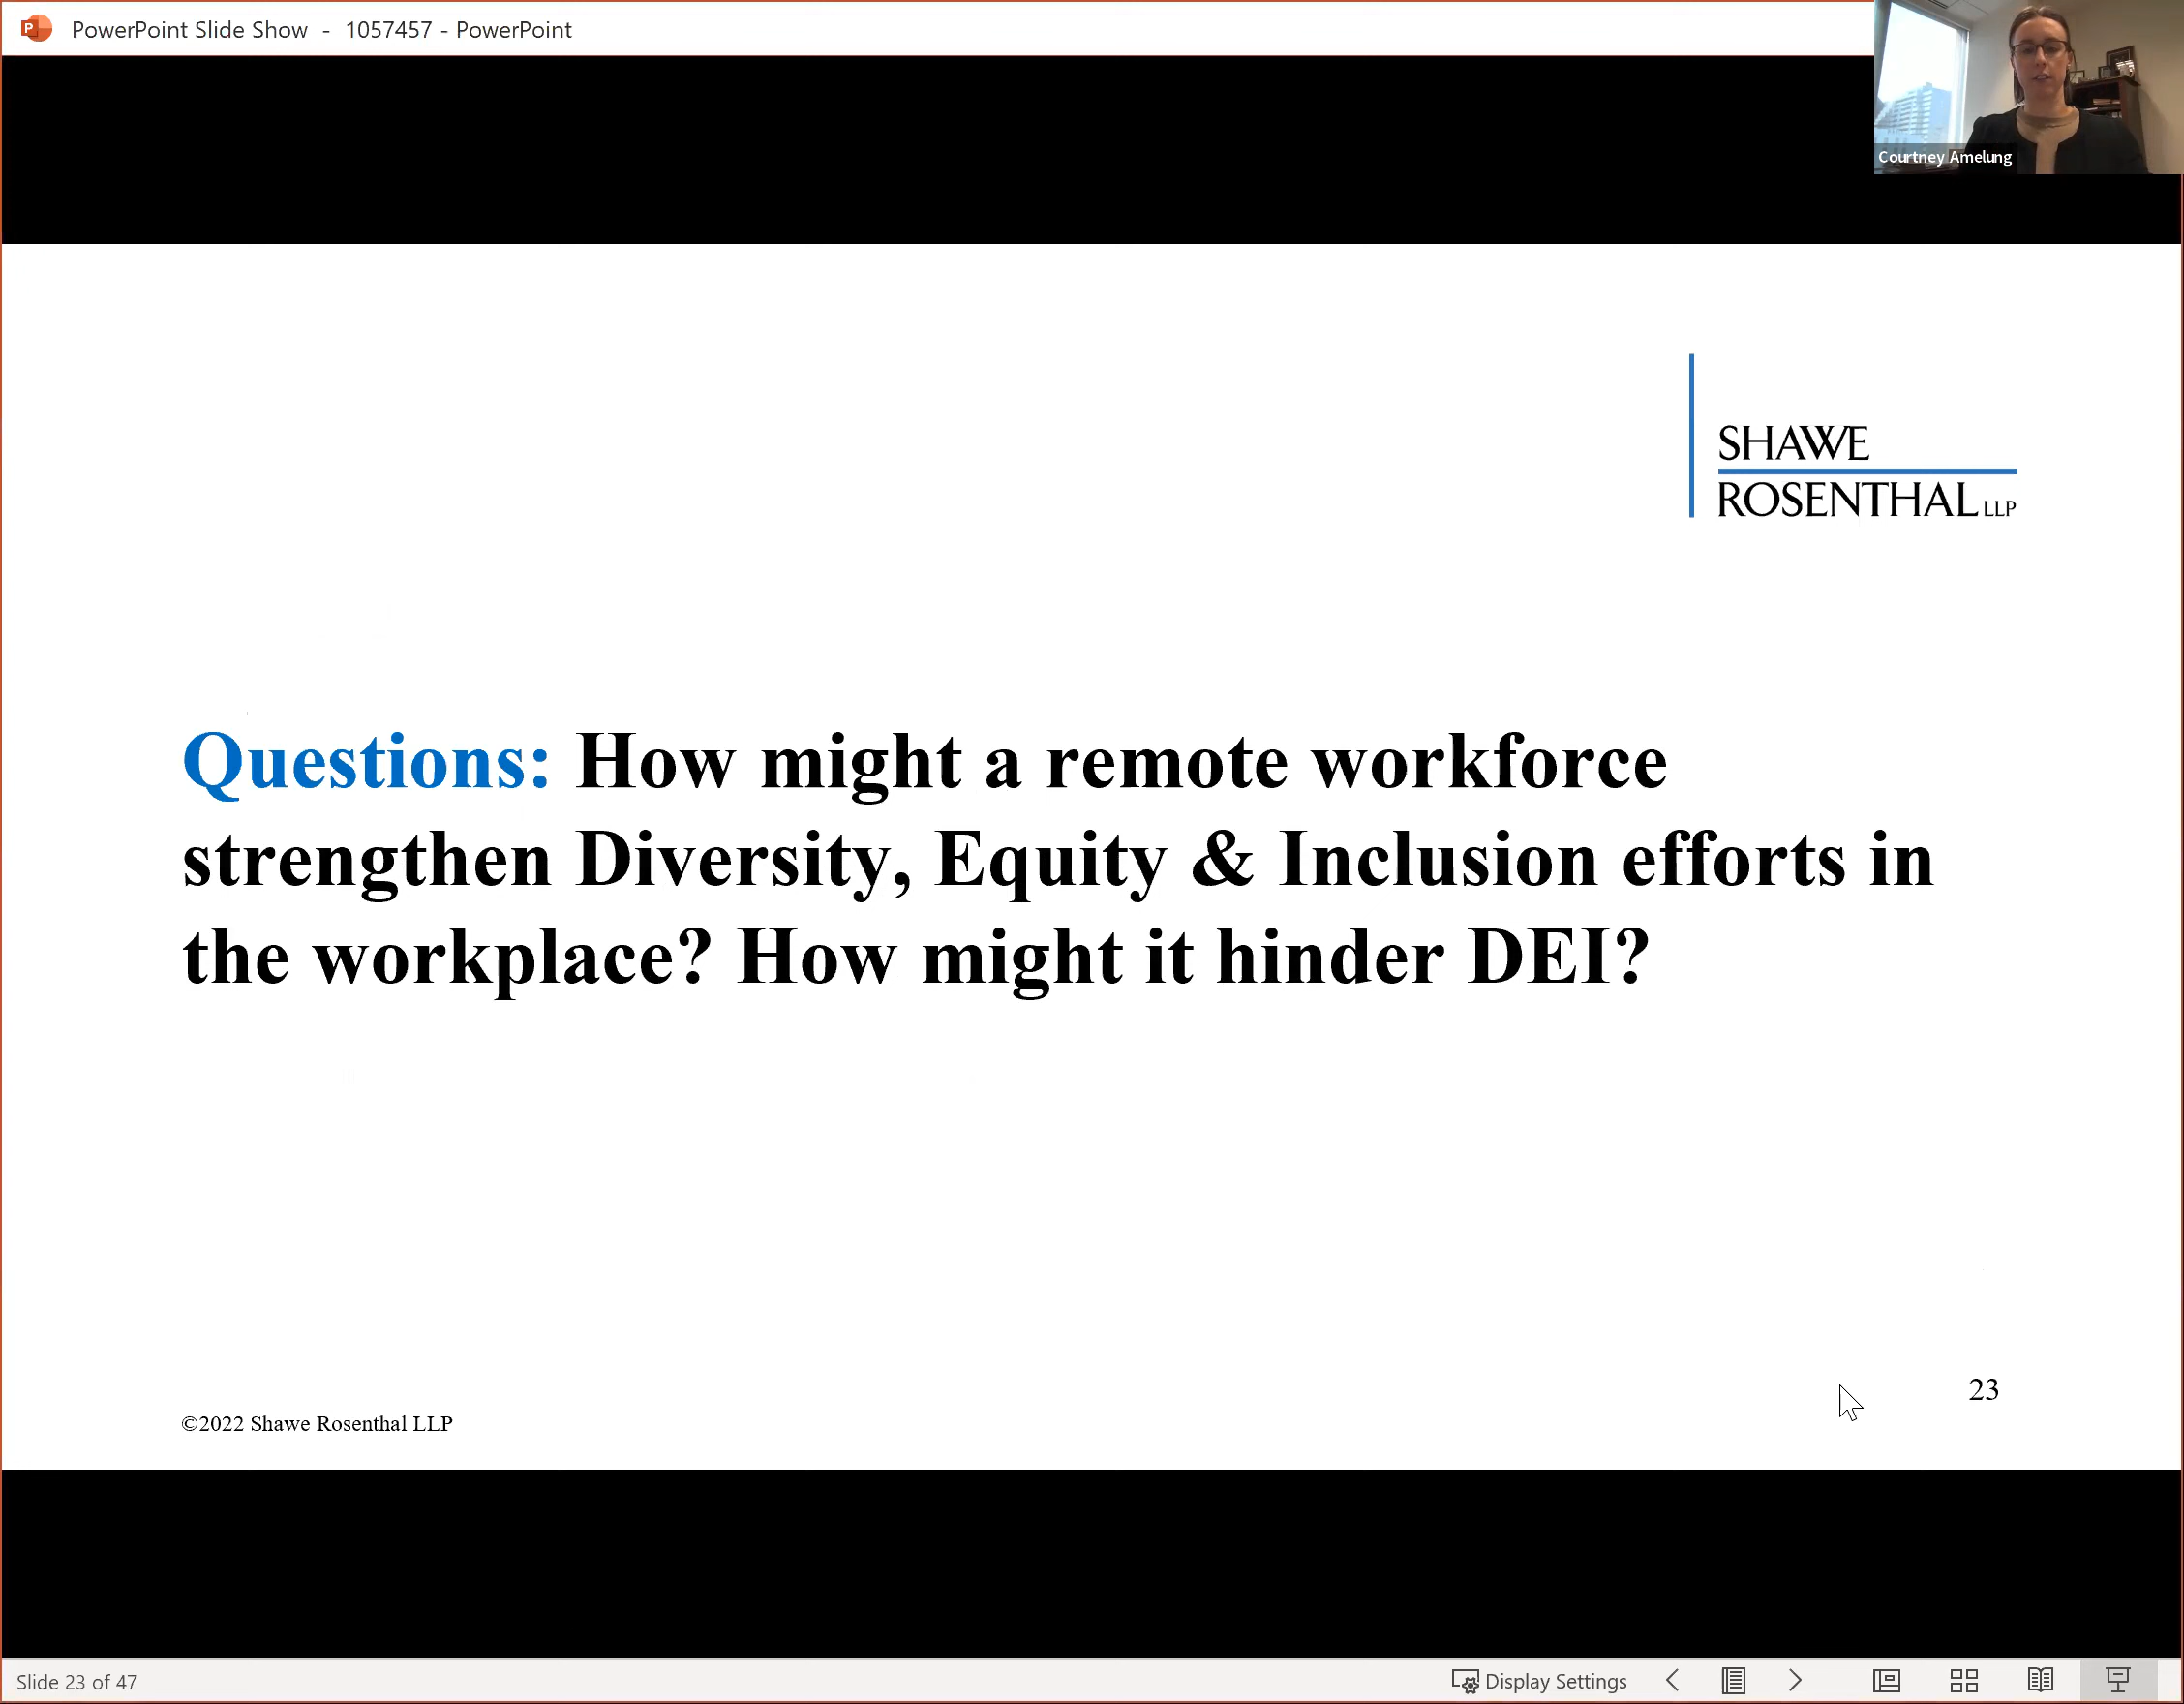 PowerPoint Slide Show - 1057457 - PowerPoint
Courtney Amelung
SHAWE
ROSENTHAL LLP
Questions: How might a remote workforce
strengthen Diversity, Equity & Inclusion efforts in
the workplace? How might it hinder DEI?
23
©2022 Shawe Rosenthal LLP
Slide 23 of 47
Display Settings